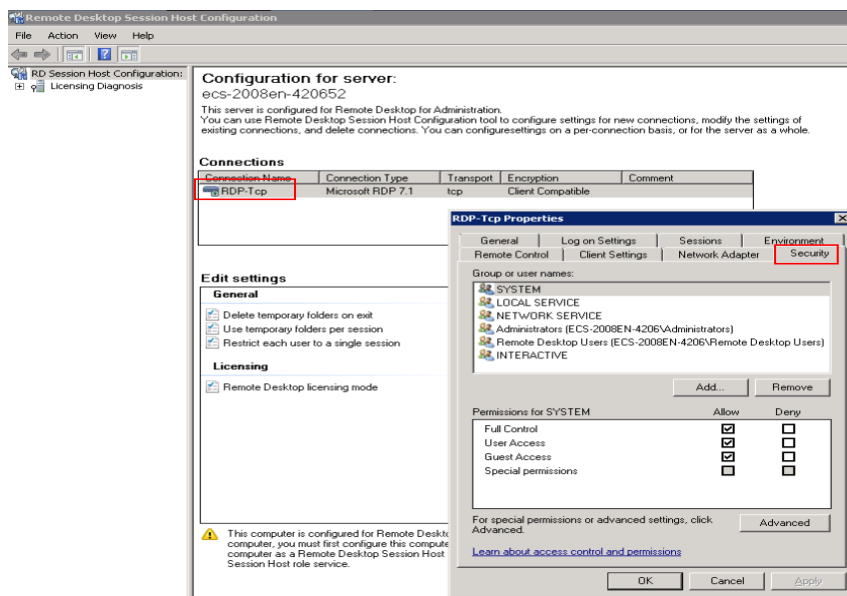 Remote Desktop Session Host Configuration
File Action View Help
RD Session Host Configuration:
Licensing Diagnosis
Configuration for server:
ecs-2008en-420652
This server is configured for Remote Desktop for Administration.
You can use Remote Desktop Session Host Configuration tool to configure settings for new connections, modify the settings of
existing connections, and delete connections. You can configuresettings on a per-connection basis, or for the server as a whole.
Connections
Connection Name Connection Type Transport Encryption Comment
RDP-Tcp Microsoft RDP 7.1 tcp Client Compatible
Edit settings
General
Delete temporary folders on exit
Use temporary folders per session
Restrict each user to a single session
Licensing
Remote Desktop licensing mode
This computer is configured for Remote Deskto
computer, you must first configure this compute
computer as a Remote Desktop Session Host
Session Host role service.
RDP-Tcp Properties
General Log on Settings Sessions Environment
Remote Control Client Settings Network Adapter Security
Group or user names:
SYSTEM
LOCAL SERVICE
NETWORK SERVICE
Administrators (ECS-2008EN-4206\Administrators)
Remote Desktop Users (ECS-2008EN-4206\Remote Desktop Users)
INTERACTIVE
Add... Remove
Permissions for SYSTEM Allow Deny
Full Control
User Access
Guest Access
Special permissions
For special permissions or advanced settings, click
Advanced.
Advanced
Learn about access control and permissions
OK Cancel Apply